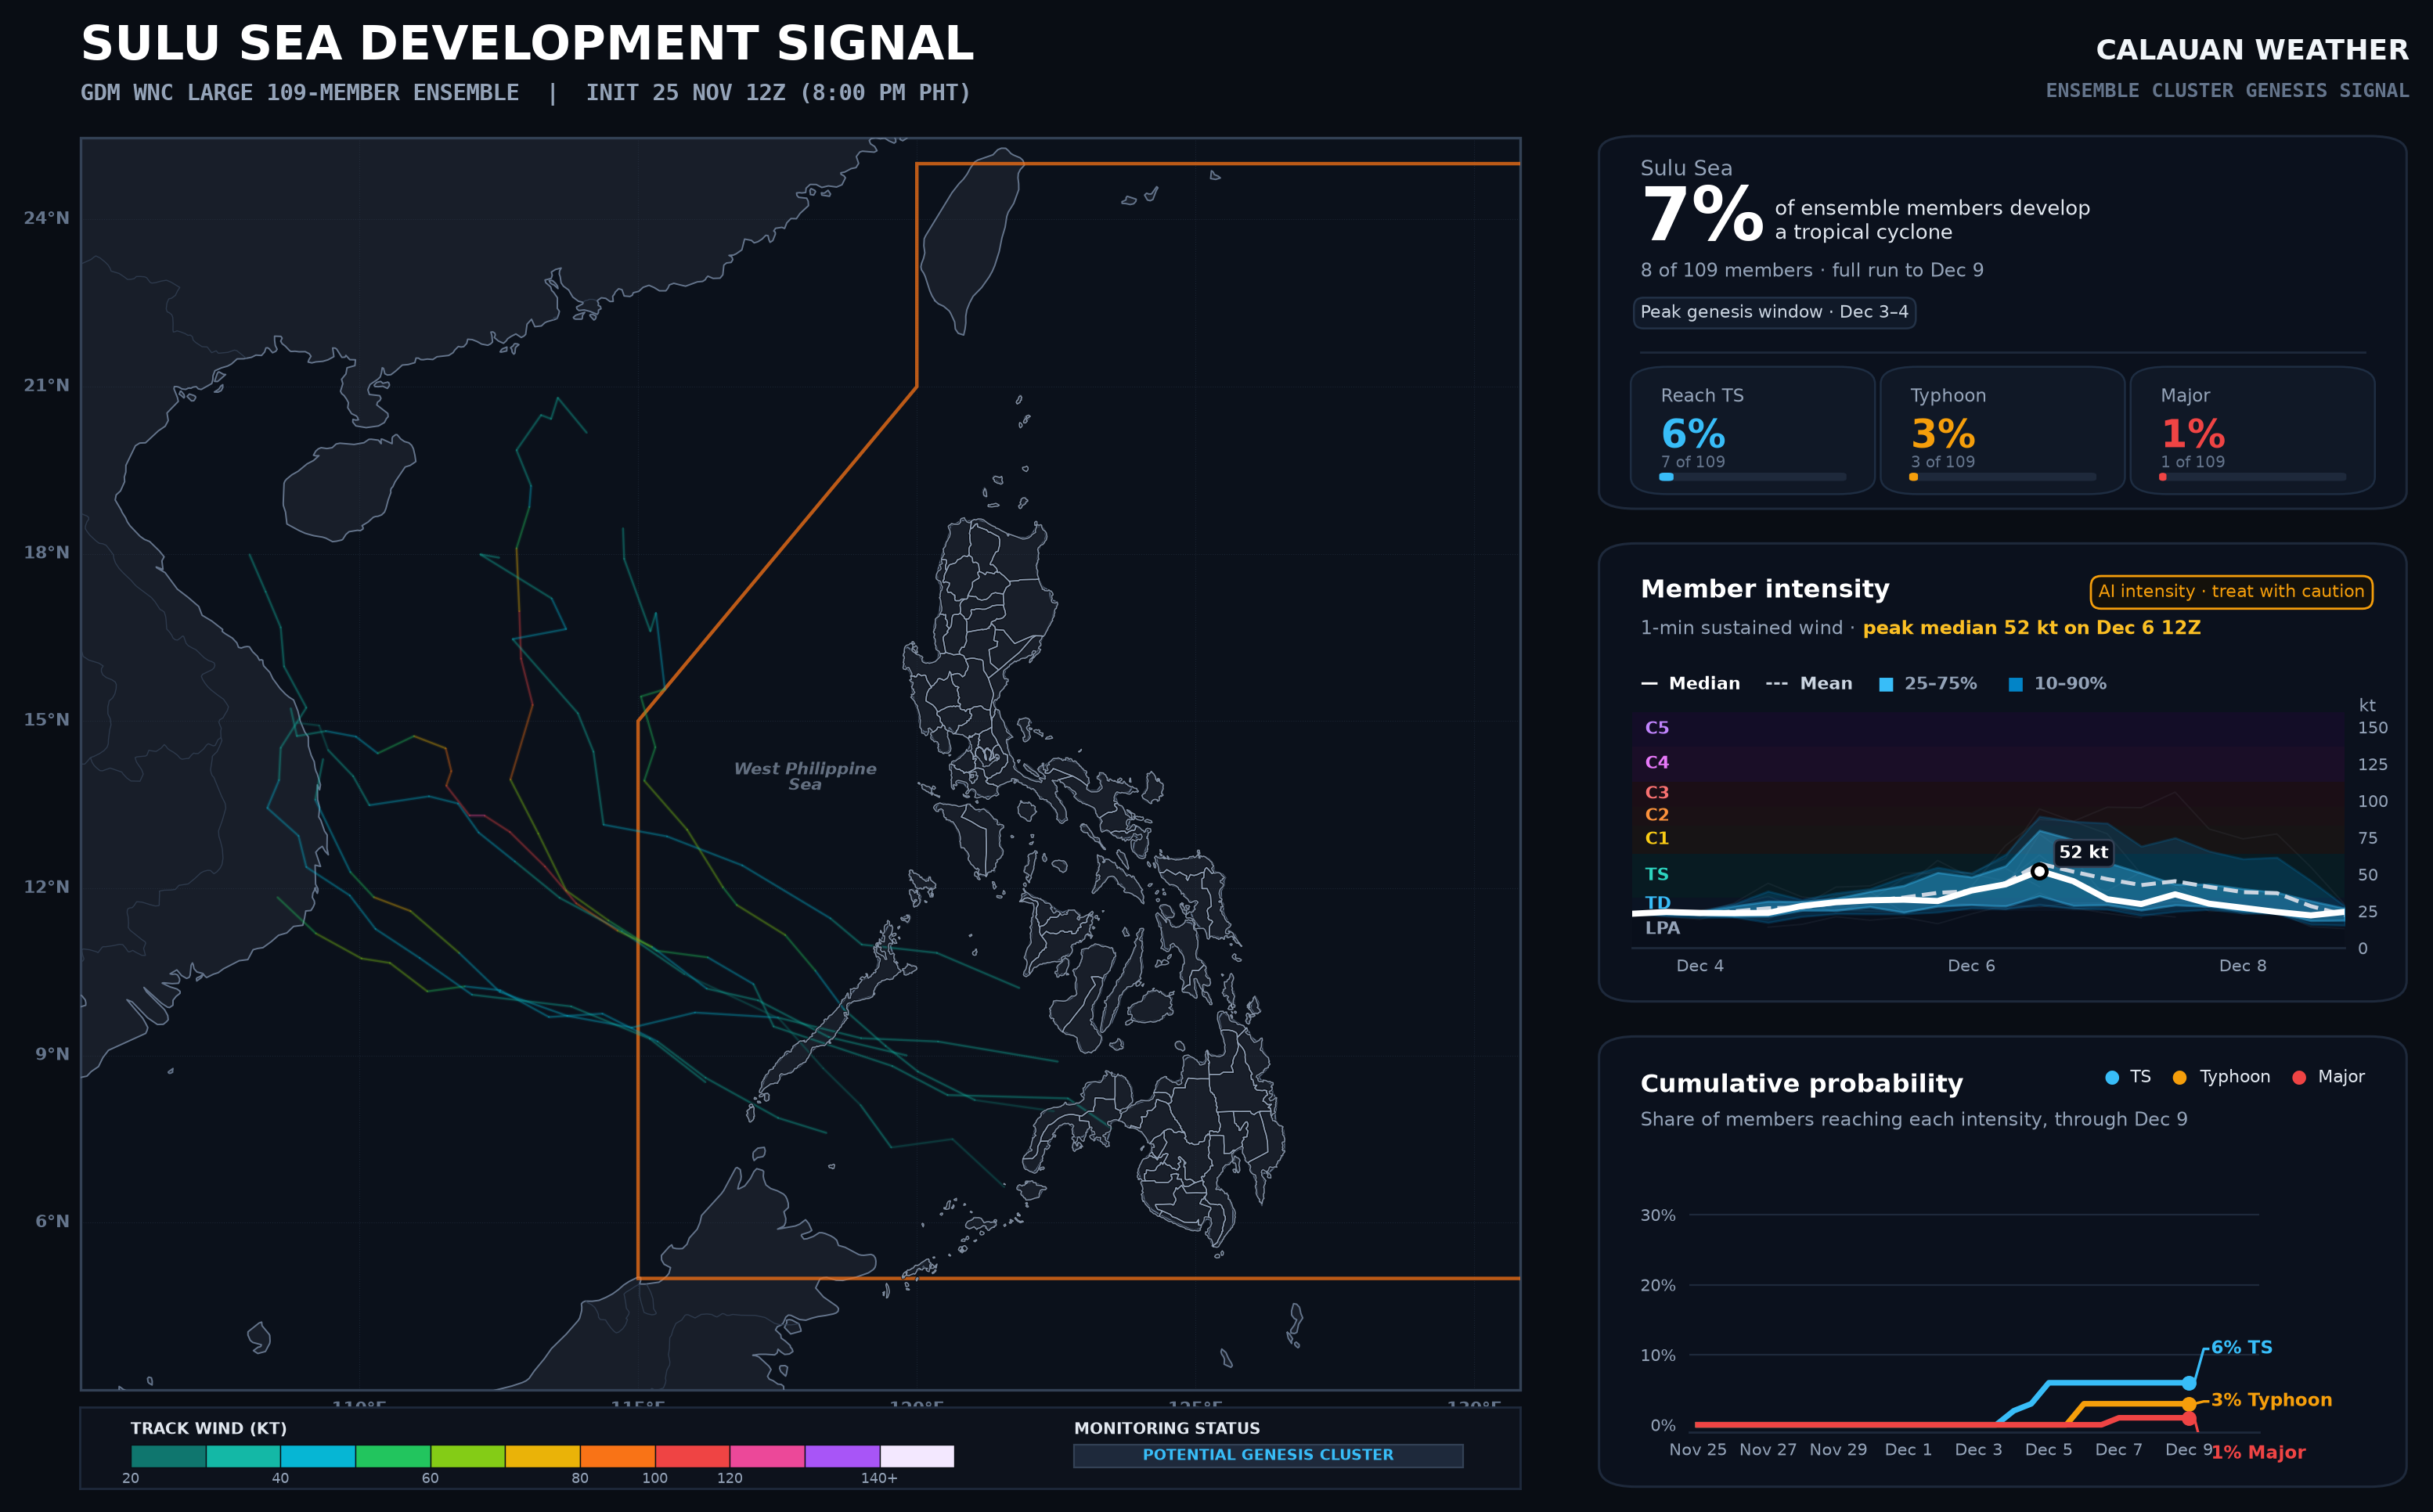 SULU SEA DEVELOPMENT SIGNAL
GDM WNC LARGE 109-MEMBER ENSEMBLE | INIT 25 NOV 12Z (8:00 PM PHT)
CALAUAN WEATHER
ENSEMBLE CLUSTER GENESIS SIGNAL
24°N
21°N
18°N
15°N
12°N
9°N
6°N
West Philippine
Sea
110°E
115°E
120°E
125°E
130°E
TRACK WIND (KT)
20
40
60
80
100
120
140+
MONITORING STATUS
POTENTIAL GENESIS CLUSTER
Sulu Sea
7% of ensemble members develop
a tropical cyclone
8 of 109 members · full run to Dec 9
Peak genesis window · Dec 3–4
Reach TS
6%
7 of 109
Typhoon
3%
3 of 109
Major
1%
1 of 109
Member intensity
AI intensity · treat with caution
1-min sustained wind · peak median 52 kt on Dec 6 12Z
Median
Mean
25–75%
10–90%
kt
C5
150
C4
125
C3
100
C2
C1
75
52 kt
TS
50
TD
25
LPA
0
Dec 4
Dec 6
Dec 8
Cumulative probability
TS
Typhoon
Major
Share of members reaching each intensity, through Dec 9
30%
20%
10%
0%
6% TS
3% Typhoon
1% Major
Nov 25
Nov 27
Nov 29
Dec 1
Dec 3
Dec 5
Dec 7
Dec 9